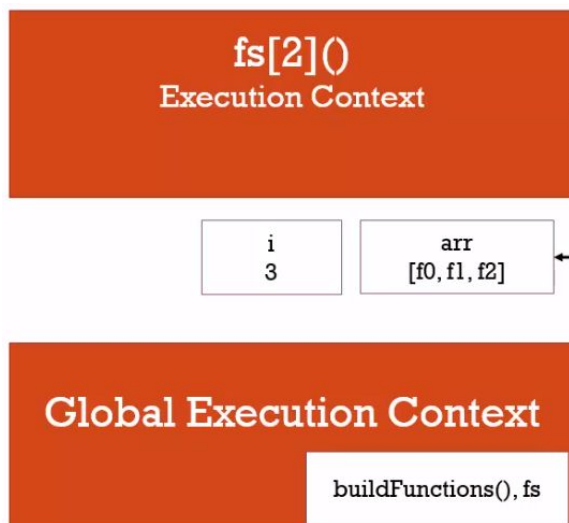 fs[2]()
Execution Context
i
3
arr
[f0, f1, f2]
Global Execution Context
buildFunctions(), fs